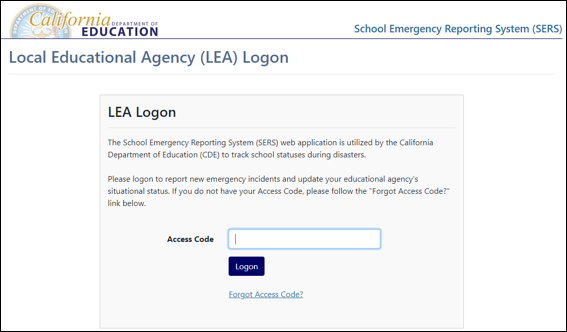 California DEPARTMENT OF
EDUCATION
School Emergency Reporting System (SERS)
Local Educational Agency (LEA) Logon
LEA Logon
The School Emergency Reporting System (SERS) web application is utilized by the California
Department of Education (CDE) to track school statuses during disasters.
Please logon to report new emergency incidents and update your educational agency's
situational status. If you do not have your Access Code, please follow the "Forgot Access Code?"
link below.
Access Code
Logon
Forgot Access Code?